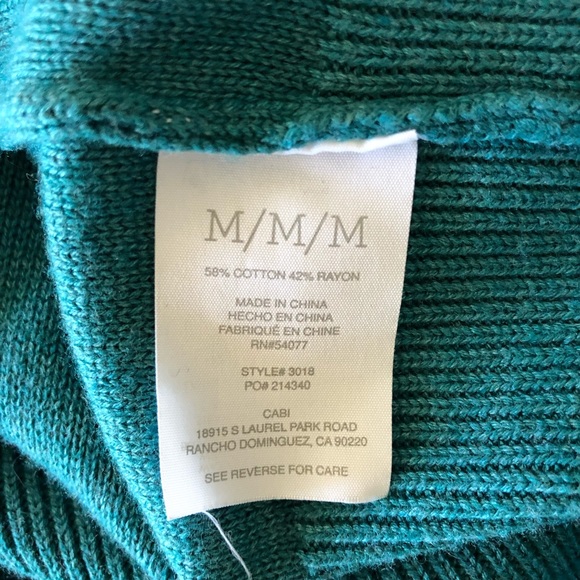 M/M/M
58% COTTON 42% RAYON
MADE IN CHINA
HECHO EN CHINA
FABRIQUÉ EN CHINE
RN#54077
STYLE# 3018
PO# 214340
CABI
18915 S LAUREL PARK ROAD
RANCHO DOMINGUEZ, CA 90220
SEE REVERSE FOR CARE